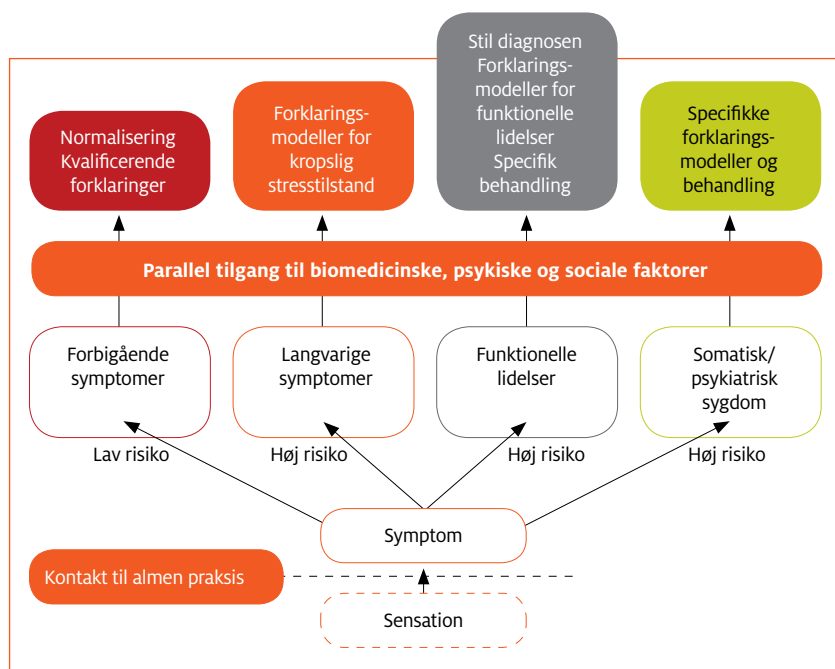 Normalisering
Kvalificerende
forklaringer
Forklarings-
modeller for
kropslig
stresstilstand
Stil diagnosen
Forklarings-
modeller for
funktionelle
lidelser
Specifik
behandling
Specifikke
forklarings-
modeller og
behandling
Parallel tilgang til biomedicinske, psykiske og sociale faktorer
Forbigående
symptomer
Langvarige
symptomer
Funktionelle
lidelser
Somatisk/
psykiatrisk
sygdom
Lav risiko
Høj risiko
Høj risiko
Høj risiko
Symptom
Kontakt til almen praksis
Sensation